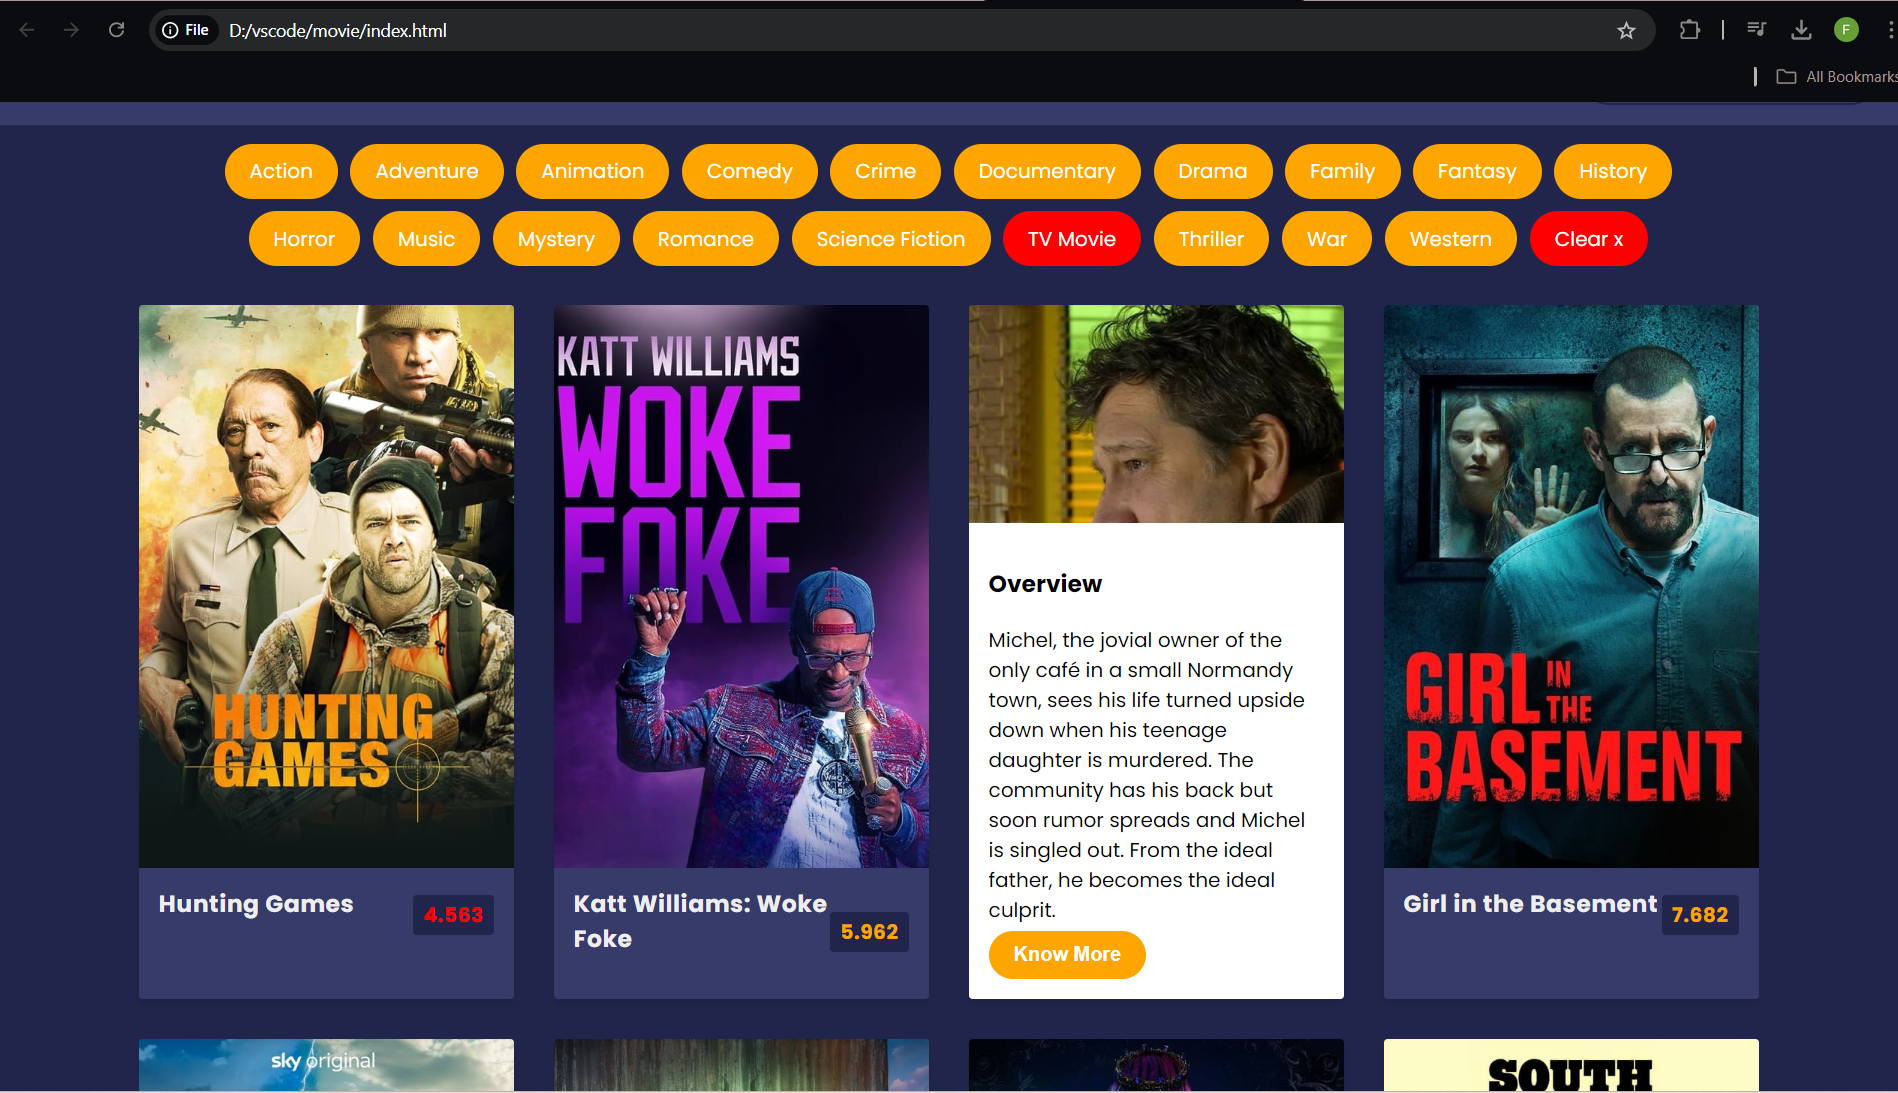 File
D:/vscode/movie/index.html
F
All Bookmarks
Action
Adventure
Animation
Comedy
Crime
Documentary
Drama
Family
Fantasy
History
Horror
Music
Mystery
Romance
Science Fiction
TV Movie
Thriller
War
Western
Clear x
HUNTING
GAMES
Hunting Games
4.563
KATT WILLIAMS
WOKE
FOKE
Katt Williams: Woke
Foke
5.962
Overview
Michel, the jovial owner of the
only café in a small Normandy
town, sees his life turned upside
down when his teenage
daughter is murdered. The
community has his back but
soon rumor spreads and Michel
is singled out. From the ideal
father, he becomes the ideal
culprit.
Know More
GIRL IN THE
BASEMENT
Girl in the Basement
7.682
sky original
SOUTH